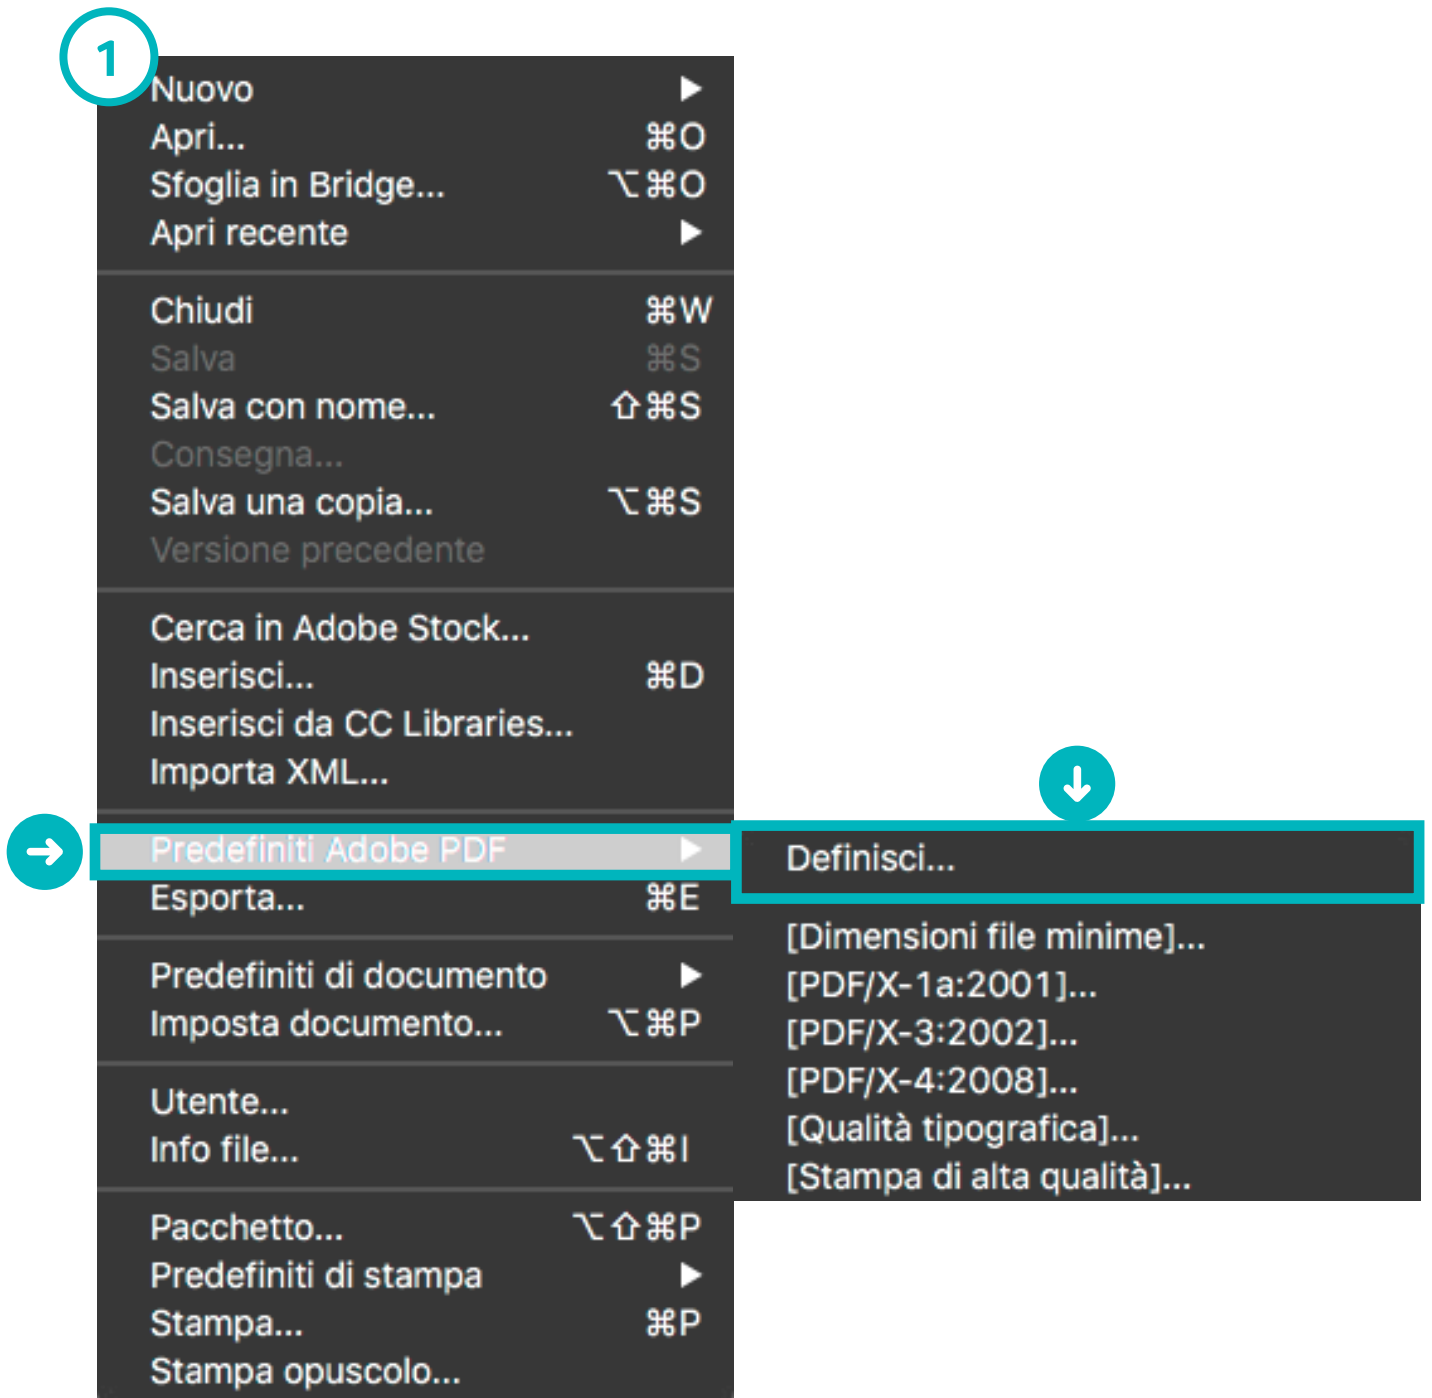 1
Nuovo ▶
Apri... ⌘O
Sfoglia in Bridge... ⌥⌘O
Apri recente ▶
Chiudi ⌘W
Salva ⌘S
Salva con nome... ⇧⌘S
Consegna...
Salva una copia... ⌥⌘S
Versione precedente
Cerca in Adobe Stock...
Inserisci... ⌘D
Inserisci da CC Libraries...
Importa XML...
Predefiniti Adobe PDF ▶
Esporta... ⌘E
Predefiniti di documento ▶
Imposta documento... ⌥⌘P
Utente...
Info file... ⌥⇧⌘I
Pacchetto... ⌥⇧⌘P
Predefiniti di stampa ▶
Stampa... ⌘P
Stampa opuscolo...
Definisci...
[Dimensioni file minime]...
[PDF/X-1a:2001]...
[PDF/X-3:2002]...
[PDF/X-4:2008]...
[Qualità tipografica]...
[Stampa di alta qualità]...